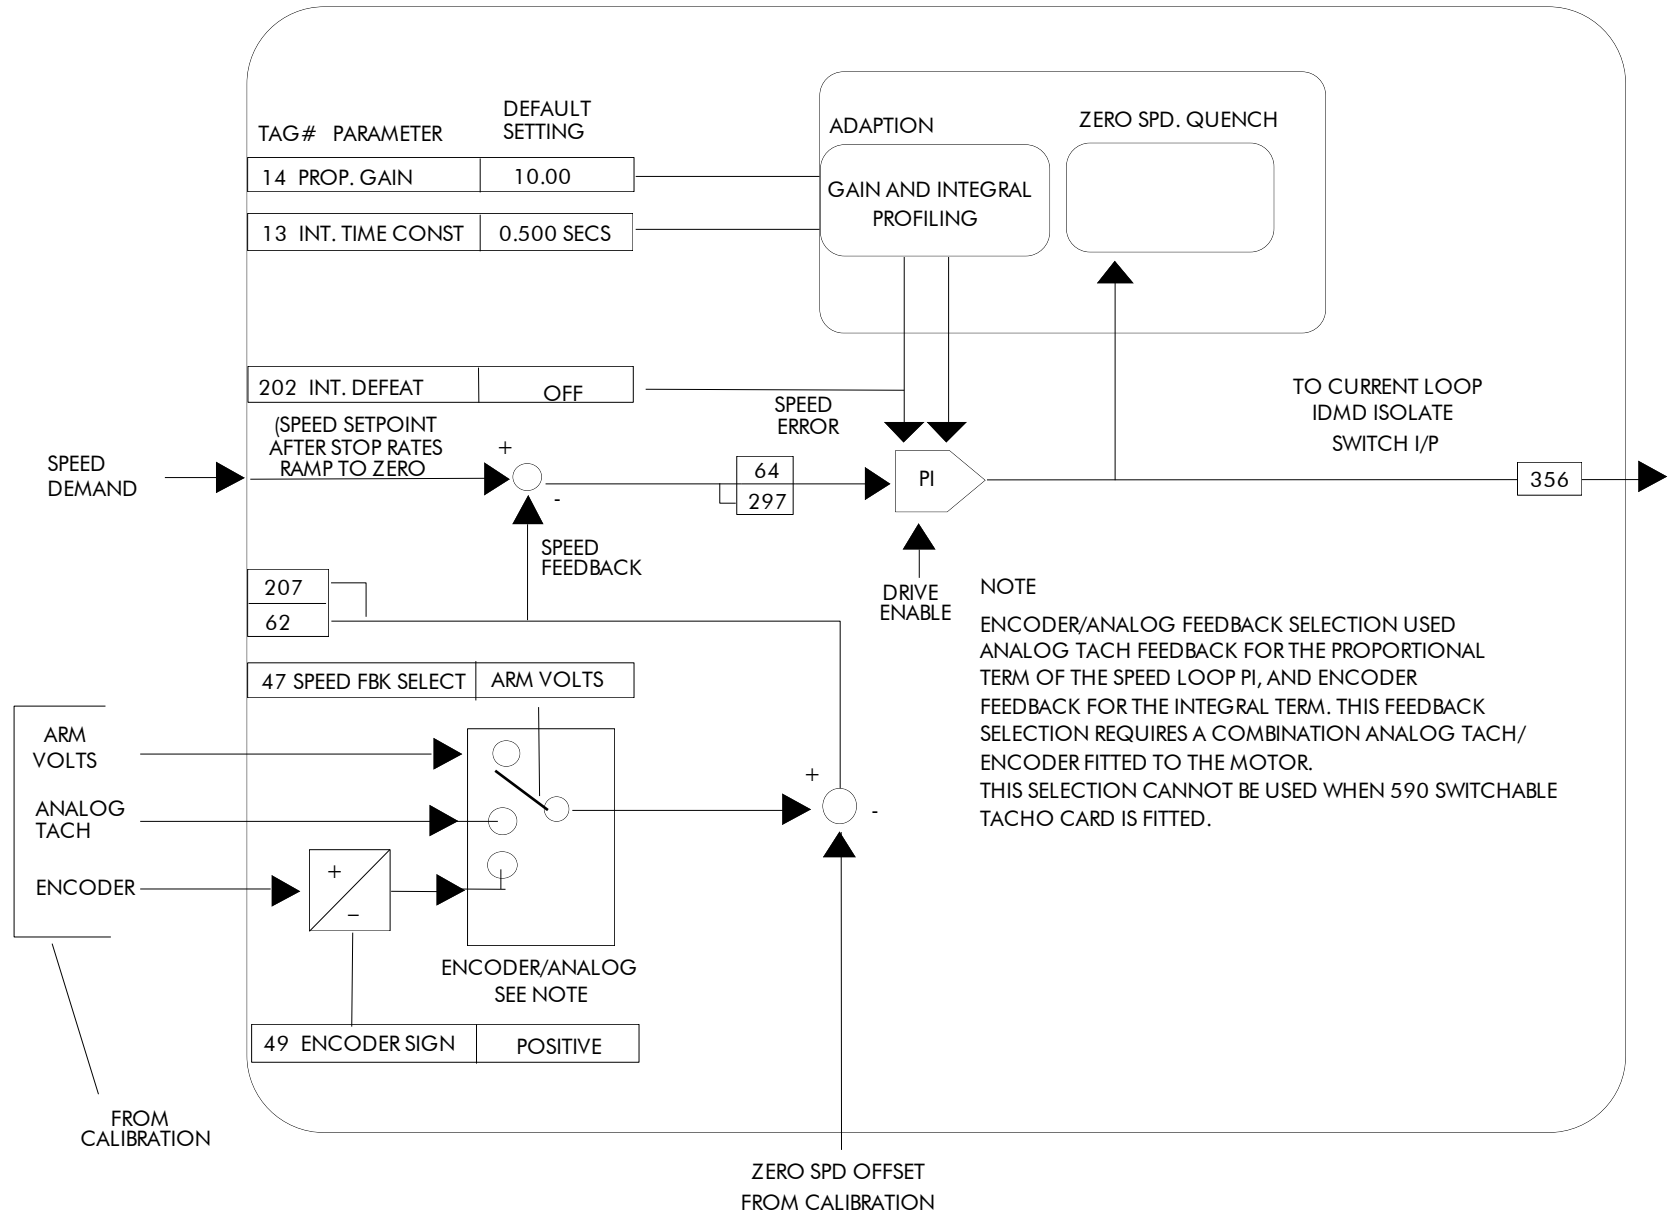 DEFAULT
SETTING
TAG# PARAMETER
14 PROP. GAIN 10.00
13 INT. TIME CONST 0.500 SECS
ADAPTION
ZERO SPD. QUENCH
GAIN AND INTEGRAL
PROFILING
202 INT. DEFEAT OFF
(SPEED SETPOINT
AFTER STOP RATES
RAMP TO ZERO
SPEED
DEMAND
+
-
SPEED
ERROR
64
297
PI
TO CURRENT LOOP
IDMD ISOLATE
SWITCH I/P
356
SPEED
FEEDBACK
DRIVE
ENABLE
207
62
47 SPEED FBK SELECT ARM VOLTS
ARM
VOLTS
ANALOG
TACH
ENCODER
+
–
ENCODER/ANALOG
SEE NOTE
49 ENCODER SIGN POSITIVE
FROM
CALIBRATION
+
-
ZERO SPD OFFSET
FROM CALIBRATION
NOTE
ENCODER/ANALOG FEEDBACK SELECTION USED
ANALOG TACH FEEDBACK FOR THE PROPORTIONAL
TERM OF THE SPEED LOOP PI, AND ENCODER
FEEDBACK FOR THE INTEGRAL TERM. THIS FEEDBACK
SELECTION REQUIRES A COMBINATION ANALOG TACH/
ENCODER FITTED TO THE MOTOR.
THIS SELECTION CANNOT BE USED WHEN 590 SWITCHABLE
TACHO CARD IS FITTED.